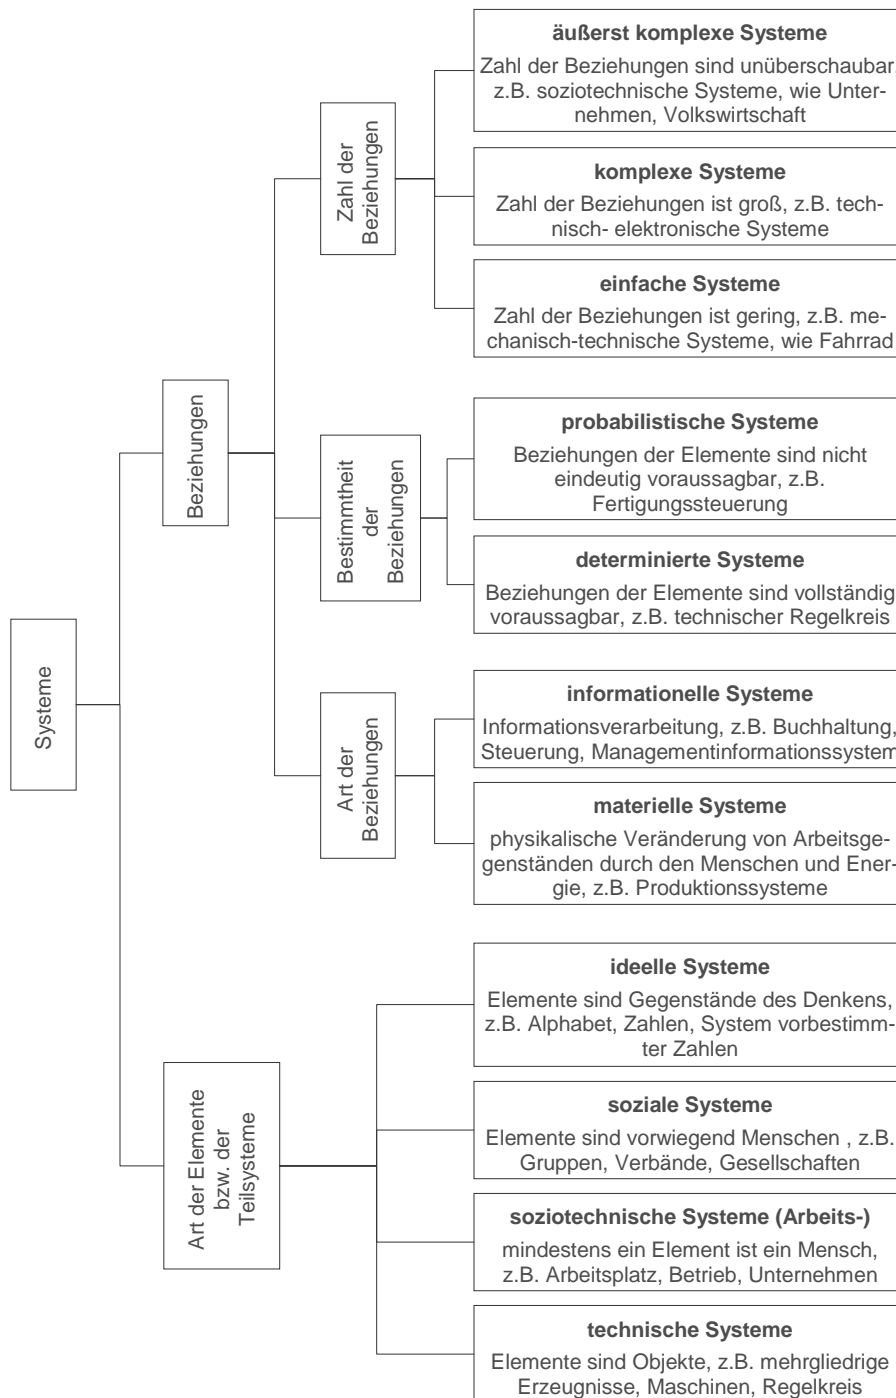 Systeme
Beziehungen
Zahl der
Beziehungen
äußerst komplexe Systeme
Zahl der Beziehungen sind unüberschaubar,
z.B. soziotechnische Systeme, wie Unter-
nehmen, Volkswirtschaft
komplexe Systeme
Zahl der Beziehungen ist groß, z.B. tech-
nisch- elektronische Systeme
einfache Systeme
Zahl der Beziehungen ist gering, z.B. me-
chanisch-technische Systeme, wie Fahrrad
Bestimmtheit
der
Beziehungen
probabilistische Systeme
Beziehungen der Elemente sind nicht
eindeutig voraussagbar, z.B.
Fertigungssteuerung
determinierte Systeme
Beziehungen der Elemente sind vollständig
voraussagbar, z.B. technischer Regelkreis
Art der
Beziehungen
informationelle Systeme
Informationsverarbeitung, z.B. Buchhaltung,
Steuerung, Managementinformationssystem
materielle Systeme
physikalische Veränderung von Arbeitsge-
genständen durch den Menschen und Ener-
gie, z.B. Produktionssysteme
Art der Elemente
bzw. der
Teilsysteme
ideelle Systeme
Elemente sind Gegenstände des Denkens,
z.B. Alphabet, Zahlen, System vorbestimm-
ter Zahlen
soziale Systeme
Elemente sind vorwiegend Menschen , z.B.
Gruppen, Verbände, Gesellschaften
soziotechnische Systeme (Arbeits-)
mindestens ein Element ist ein Mensch,
z.B. Arbeitsplatz, Betrieb, Unternehmen
technische Systeme
Elemente sind Objekte, z.B. mehrgliedrige
Erzeugnisse, Maschinen, Regelkreis